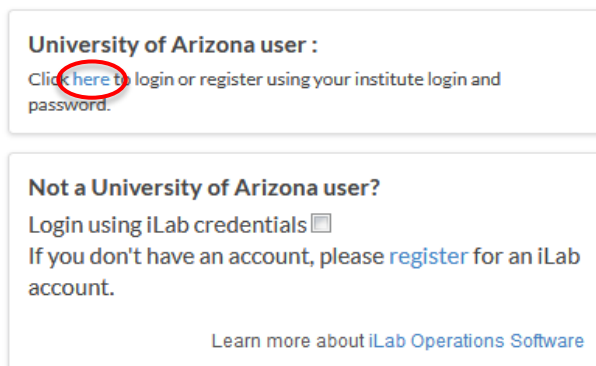 University of Arizona user :
Click here to login or register using your institute login and
password.
Not a University of Arizona user?
Login using iLab credentials
If you don't have an account, please register for an iLab
account.
Learn more about iLab Operations Software